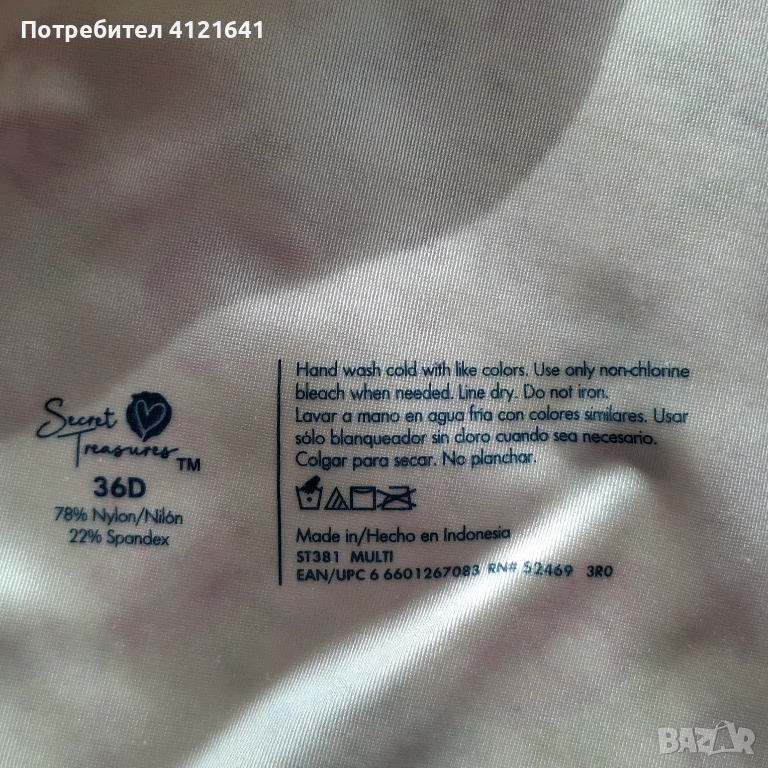 Потребител 4121641
Secret
Treasures™
36D
78% Nylon/Nilón
22% Spandex
Hand wash cold with like colors. Use only non-chlorine
bleach when needed. Line dry. Do not iron.
Lavar a mano en agua fría con colores similares. Usar
sólo blanqueador sin cloro cuando sea necesario.
Colgar para secar. No planchar.
Made in/Hecho en Indonesia
ST381 MULTI
EAN/UPC 6 6601267083 RN# 52469 3R0
BAZAR